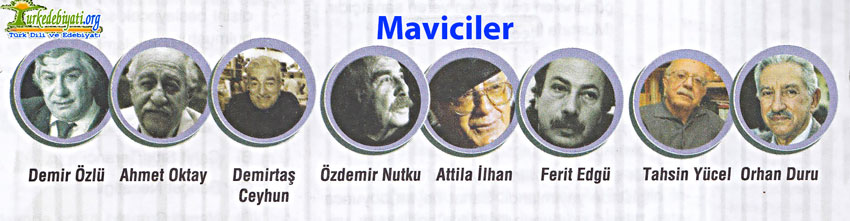 Turkedebiyati.org
Türk Dili ve Edebiyatı
Maviciler
Demir Özlü
Ahmet Oktay
Demirtaş
Ceyhun
Özdemir Nutku
Attila İlhan
Ferit Edgü
Tahsin Yücel
Orhan Duru